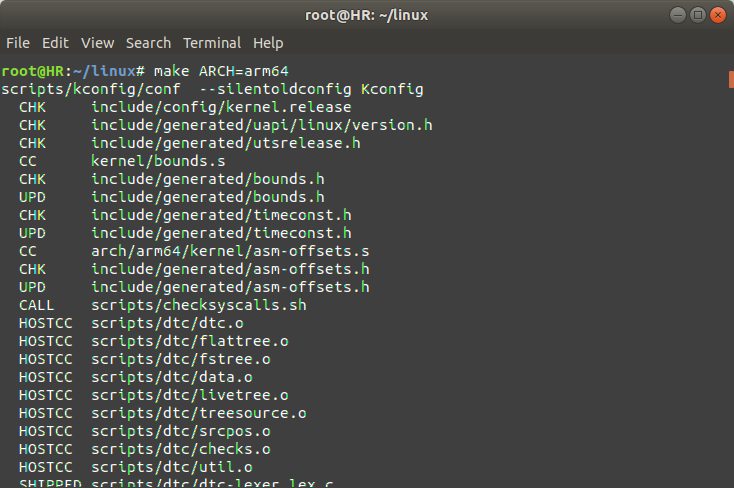 root@HR: ~/linux
File Edit View Search Terminal Help
root@HR:~/linux# make ARCH=arm64
scripts/kconfig/conf  --silentoldconfig Kconfig
  CHK     include/config/kernel.release
  CHK     include/generated/uapi/linux/version.h
  CHK     include/generated/utsrelease.h
  CC      kernel/bounds.s
  CHK     include/generated/bounds.h
  UPD     include/generated/bounds.h
  CHK     include/generated/timeconst.h
  UPD     include/generated/timeconst.h
  CC      arch/arm64/kernel/asm-offsets.s
  CHK     include/generated/asm-offsets.h
  UPD     include/generated/asm-offsets.h
  CALL    scripts/checksyscalls.sh
  HOSTCC  scripts/dtc/dtc.o
  HOSTCC  scripts/dtc/flattree.o
  HOSTCC  scripts/dtc/fstree.o
  HOSTCC  scripts/dtc/data.o
  HOSTCC  scripts/dtc/livetree.o
  HOSTCC  scripts/dtc/treesource.o
  HOSTCC  scripts/dtc/srcpos.o
  HOSTCC  scripts/dtc/checks.o
  HOSTCC  scripts/dtc/util.o
  SHIPPED scripts/dtc/dtc-lexer.lex.c